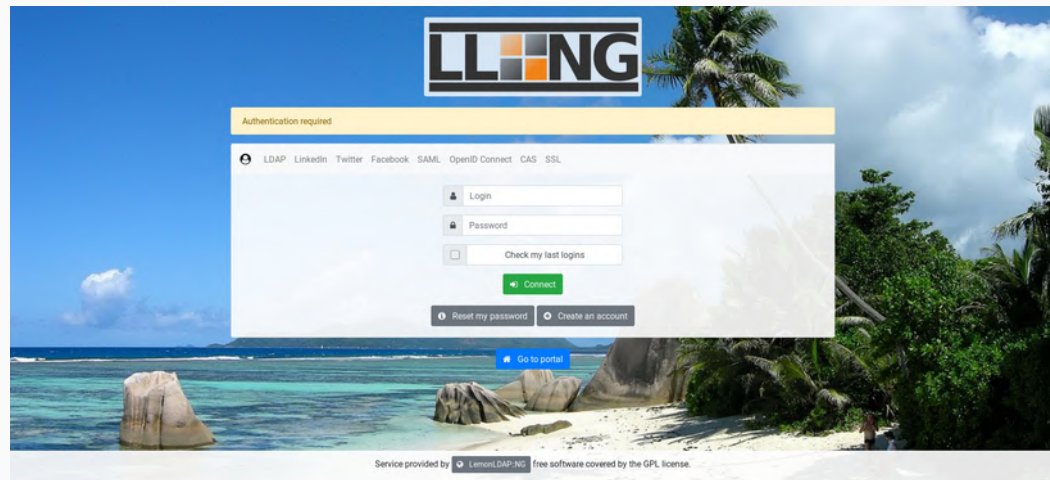 LL NG
Authentication required
LDAP LinkedIn Twitter Facebook SAML OpenID Connect CAS SSL
Login
Password
Check my last logins
Connect
Reset my password Create an account
Go to portal
Service provided by LemonLDAP::NG free software covered by the GPL license.